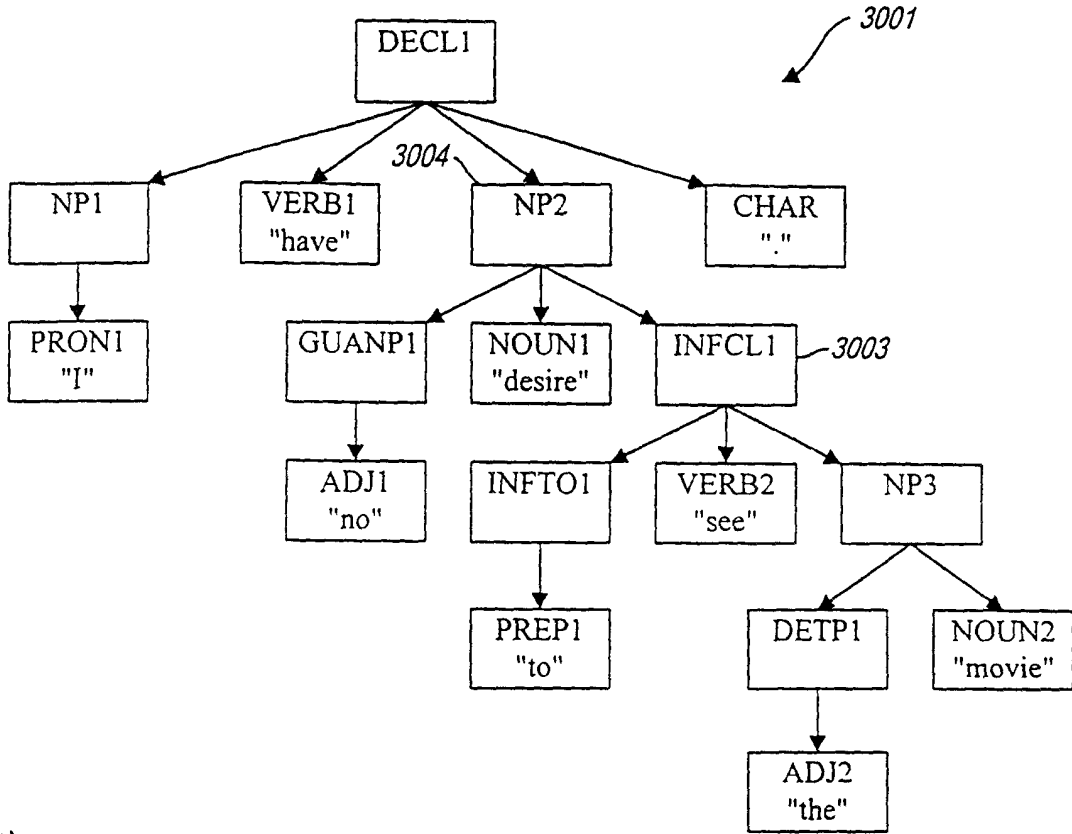 3001
DECL1
3004
NP1
VERB1
"have"
NP2
CHAR
"."
PRON1
"I"
GUANP1
NOUN1
"desire"
INFCL1
3003
ADJ1
"no"
INFTO1
VERB2
"see"
NP3
PREP1
"to"
DETP1
NOUN2
"movie"
ADJ2
"the"